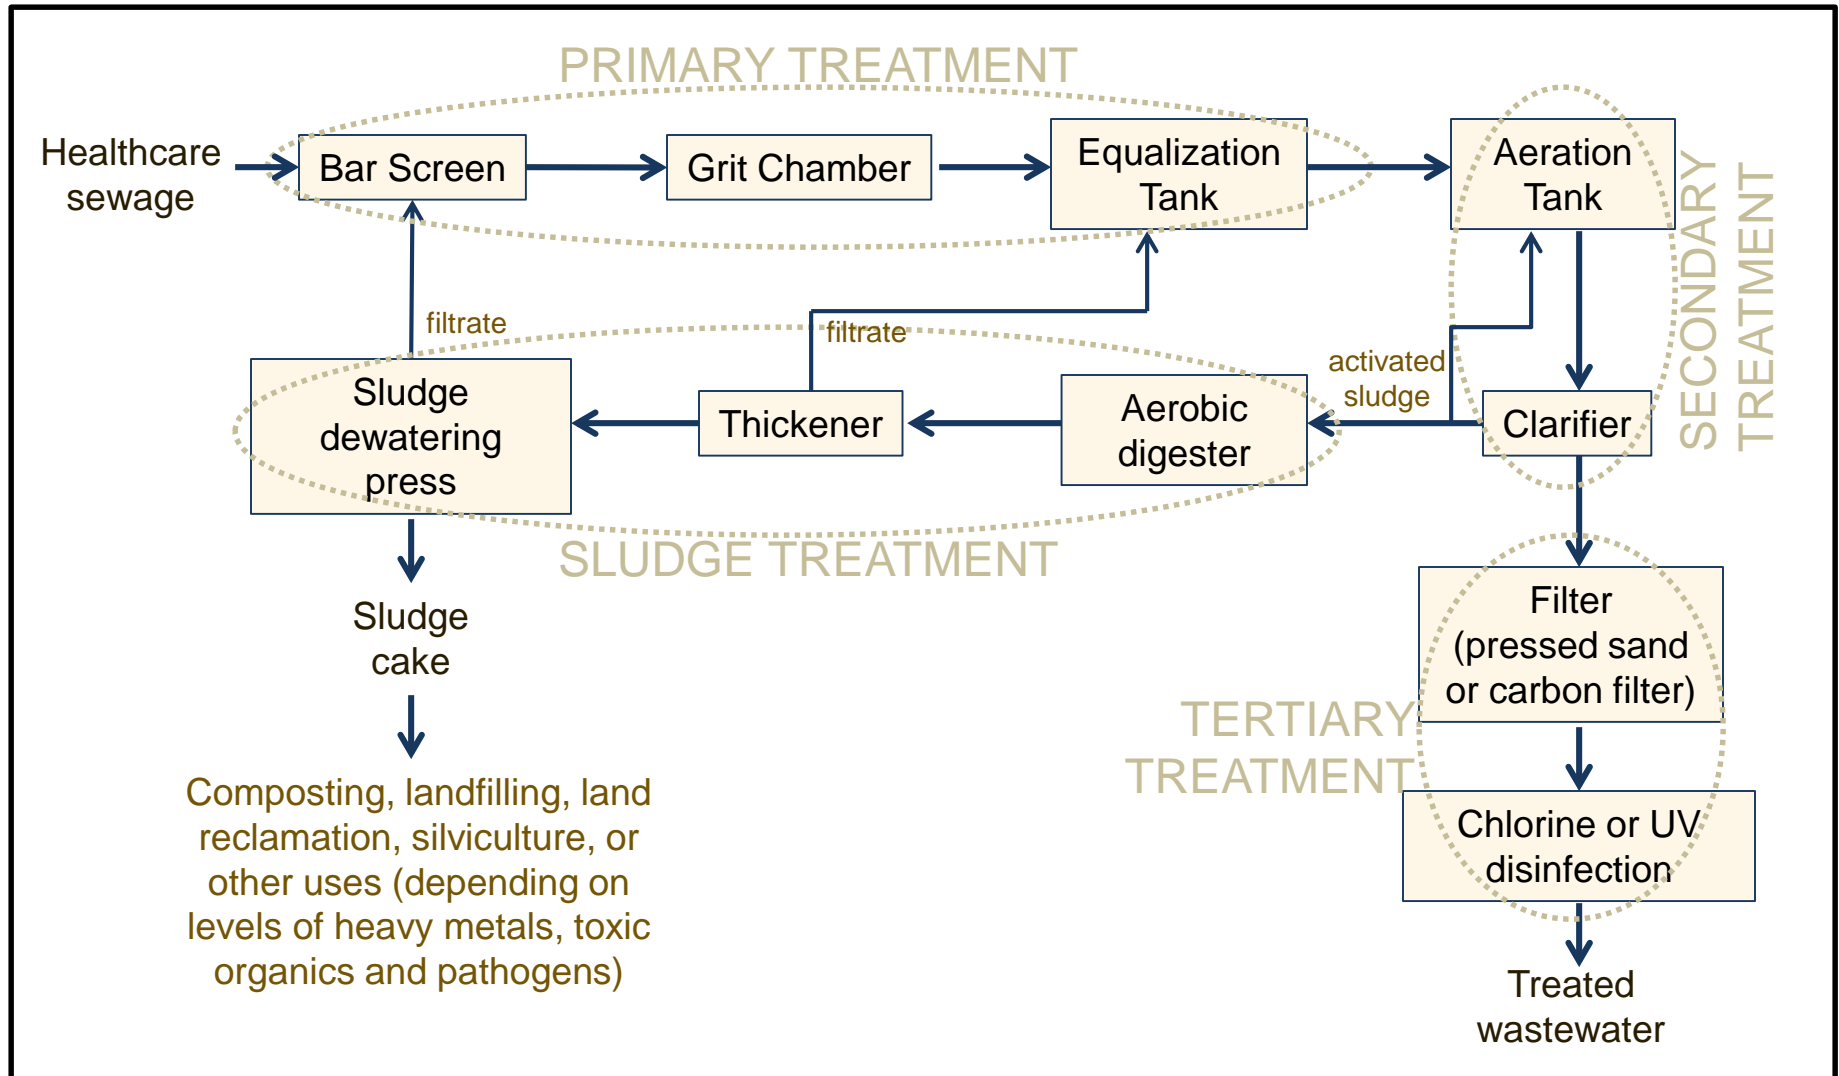 PRIMARY TREATMENT
Healthcare
sewage
Bar Screen
Grit Chamber
Equalization
Tank
Aeration
Tank
SECONDARY
TREATMENT
filtrate
filtrate
activated
sludge
Sludge
dewatering
press
Thickener
Aerobic
digester
Clarifier
SLUDGE TREATMENT
Sludge
cake
Filter
(pressed sand
or carbon filter)
TERTIARY
TREATMENT
Composting, landfilling, land
reclamation, silviculture, or
other uses (depending on
levels of heavy metals, toxic
organics and pathogens)
Chlorine or UV
disinfection
Treated
wastewater